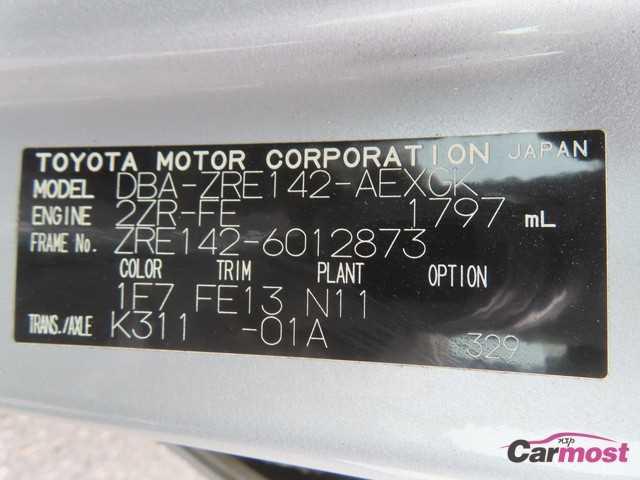 TOYOTA MOTOR CORPORATION JAPAN
MODEL DBA-ZRE142-AEXGK
ENGINE 2ZR-FE 1797 mL
FRAME No. ZRE142-6012873
COLOR TRIM PLANT OPTION
1E7 FE13 N11
TRANS./AXLE K311 -01A
329
Carmost